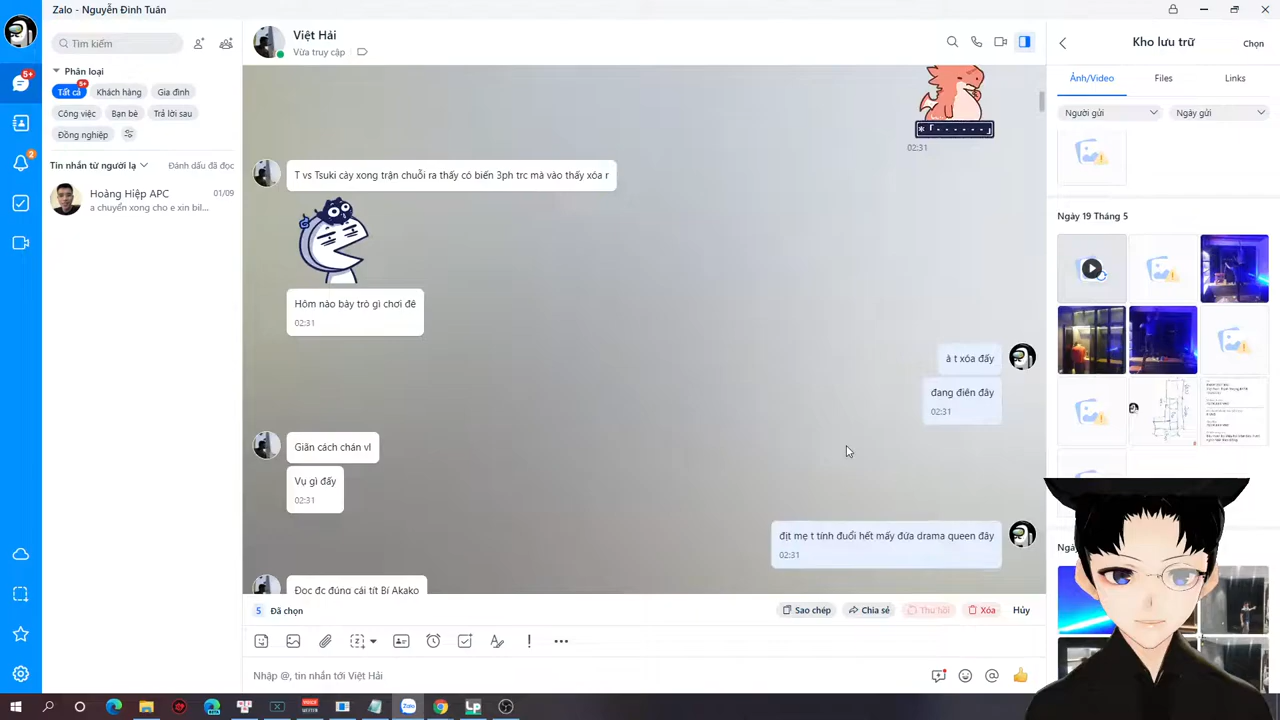 Zalo - Nguyễn Đình Tuân
Tìm kiếm
Phân loại
Tất cả
5+
Khách hàng
Gia đình
Công việc
Bạn bè
Trả lời sau
Đồng nghiệp
Tin nhắn từ người lạ
Đánh dấu đã đọc
Hoàng Hiệp APC
01/09
a chuyển xong cho e xin bil...
5+
2
Việt Hải
Vừa truy cập
02:31
T vs Tsuki cày xong trận chuỗi ra thấy có biến 3ph trc mà vào thấy xóa r
Hôm nào bày trò gì chơi đê
02:31
à t xóa đấy
đang điên đây
02:31
Giãn cách chán vl
Vụ gì đấy
02:31
địt mẹ t tính đuổi hết mấy đứa drama queen đây
02:31
Đọc đc đúng cái tít Bí Akako
5
Đã chọn
Sao chép
Chia sẻ
Thu hồi
Xóa
Hủy
Nhập @, tin nhắn tới Việt Hải
Kho lưu trữ
Chọn
Ảnh/Video
Files
Links
Người gửi
Ngày gửi
Ngày 19 Tháng 5